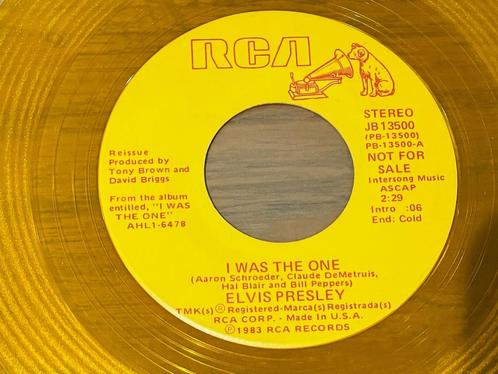 RCA
STEREO
JB 13500
(PB-13500)
PB-13500-A
NOT FOR
SALE
Intersong Music
ASCAP
2:29
Intro :06
End: Cold
Reissue
Produced by
Tony Brown and
David Briggs
From the album
entitled, "I WAS
THE ONE"
AHL1-6478
I WAS THE ONE
(Aaron Schroeder, Claude DeMetruis,
Hal Blair and Bill Peppers)
ELVIS PRESLEY
TMK(s) ® Registered-Marca(s) Registrada(s)
RCA CORP. - Made in U.S.A.
℗ 1983 RCA RECORDS